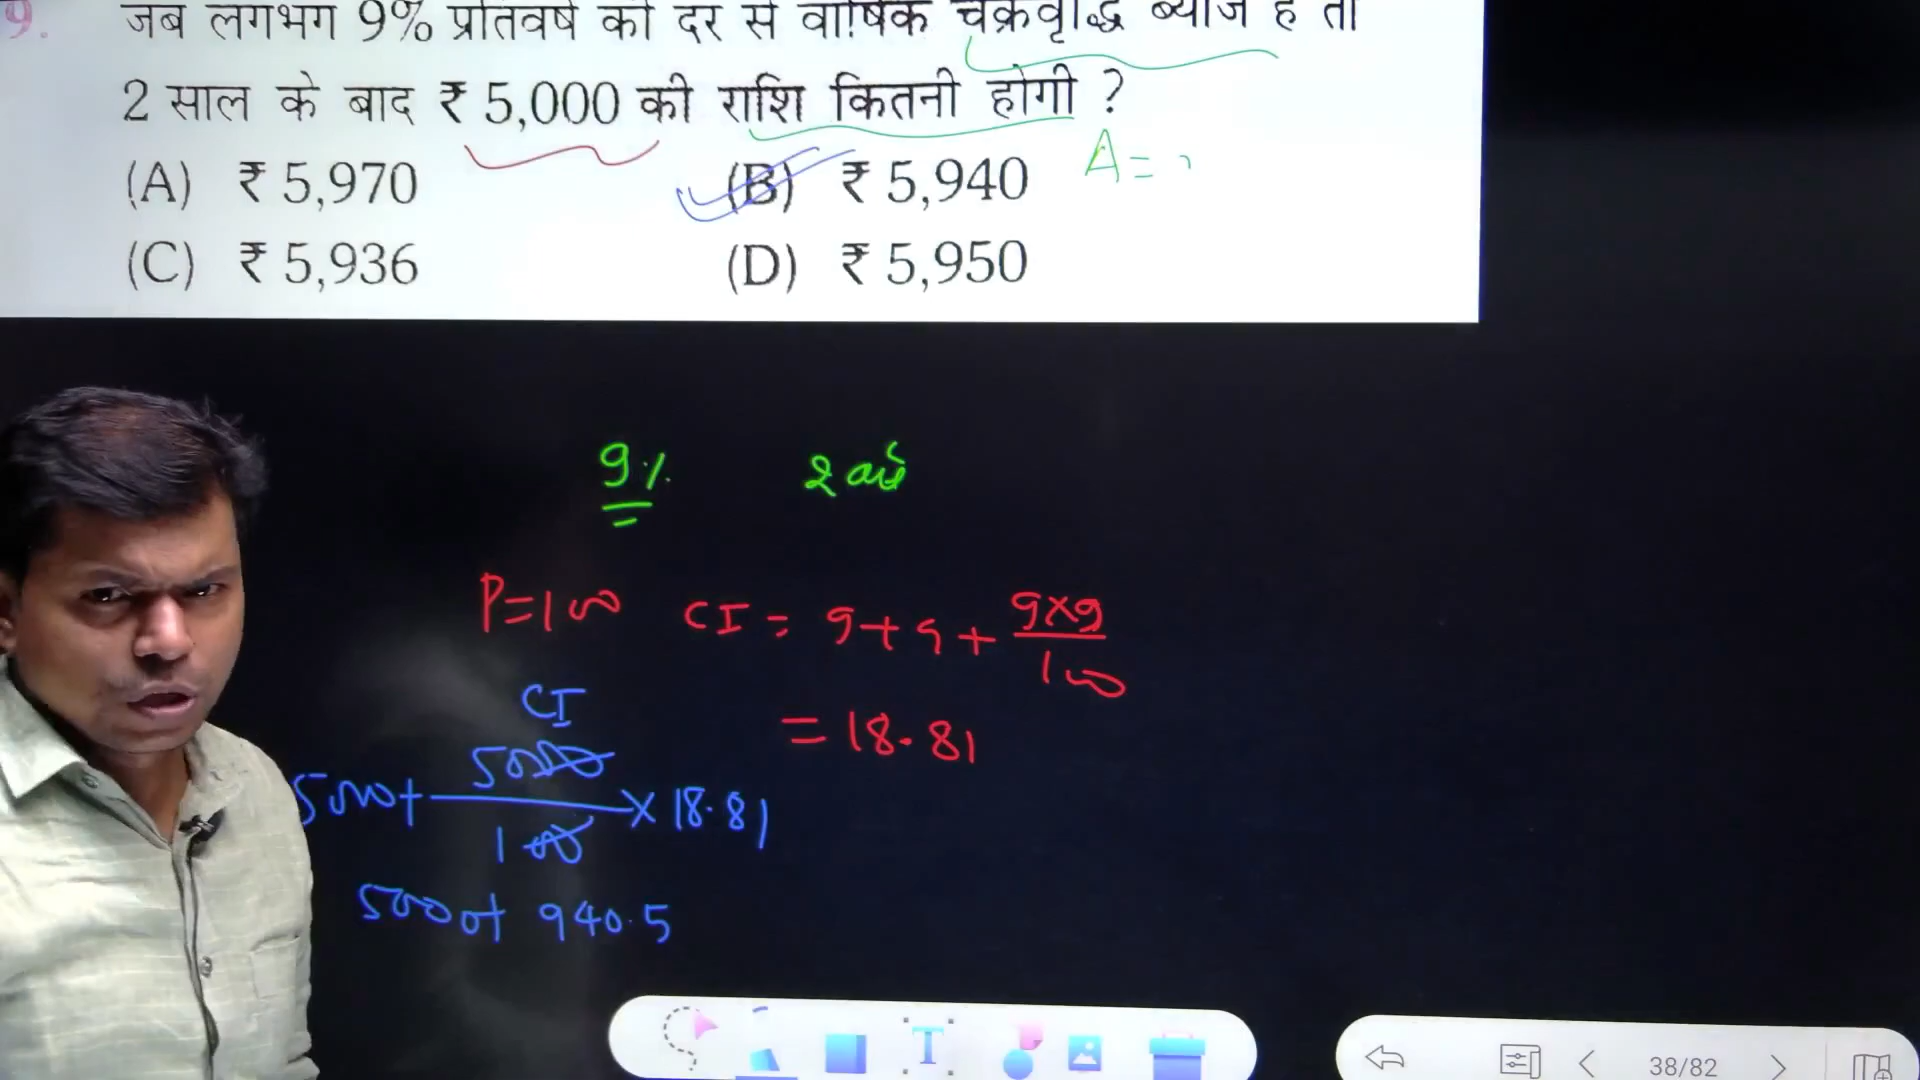 9. जब लगभग 9% प्रतिवर्ष की दर से वार्षिक चक्रवृद्धि ब्याज है तो
2 साल के बाद ₹ 5,000 की राशि कितनी होगी ?
A =
(A) ₹ 5,970 (B) ₹ 5,940
(C) ₹ 5,936 (D) ₹ 5,950
9% 2 वर्ष
P=100 CI = 9+9+ 9×9/100
= 18.81
CI
5000+ 5000/100 × 18.81
5000+ 940.5
T
38/82